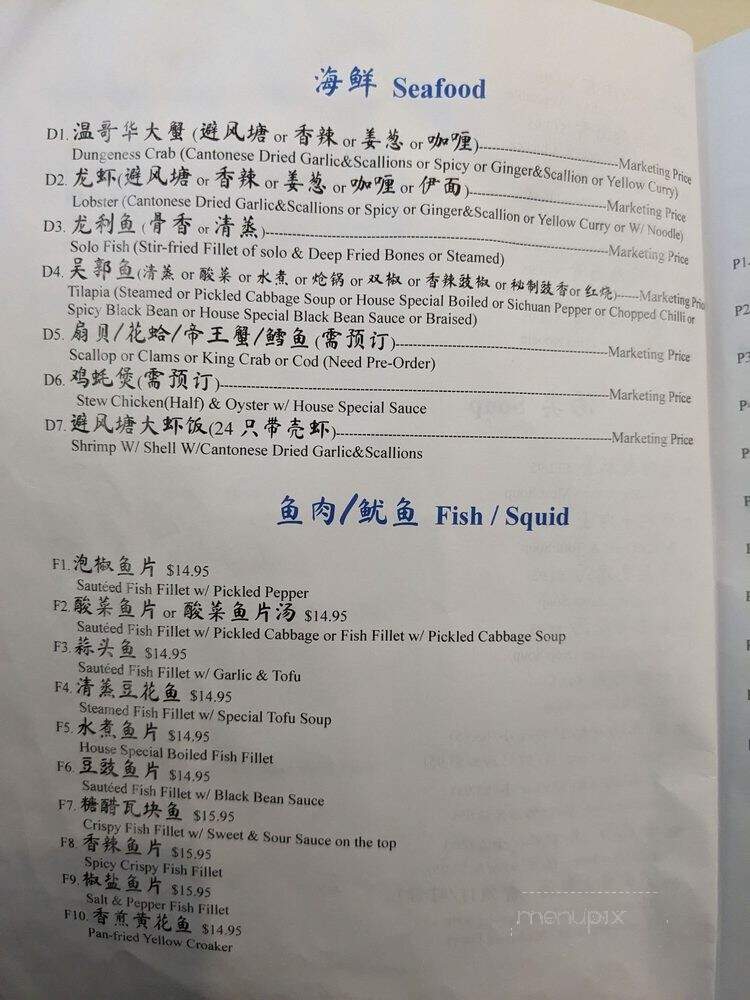 海鲜 Seafood
D1. 温哥华大蟹 (避风塘 or 香辣 or 姜葱 or 咖喱)-----Marketing Price
Dungeness Crab (Cantonese Dried Garlic&Scallions or Spicy or Ginger&Scallion or Yellow Curry)
D2. 龙虾(避风塘 or 香辣 or 姜葱 or 咖喱 or 伊面)-----Marketing Price
Lobster (Cantonese Dried Garlic&Scallions or Spicy or Ginger&Scallion or Yellow Curry or W/ Noodle)
D3. 龙利鱼 (骨香 or 清蒸)-----Marketing Price
Solo Fish (Stir-fried Fillet of solo & Deep Fried Bones or Steamed)
D4. 吴郭鱼(清蒸 or 酸菜 or 水煮 or 炝锅 or 双椒 or 香辣豉椒 or 秘制豉香 or 红烧)-----Marketing Price
Tilapia (Steamed or Pickled Cabbage Soup or House Special Boiled or Sichuan Pepper or Chopped Chilli or
Spicy Black Bean or House Special Black Bean Sauce or Braised)
D5. 扇贝/花蛤/帝王蟹/鳕鱼 (需预订)-----Marketing Price
Scallop or Clams or King Crab or Cod (Need Pre-Order)
D6. 鸡蚝煲(需预订)-----Marketing Price
Stew Chicken(Half) & Oyster w/ House Special Sauce
D7. 避风塘大虾饭(24 只带壳虾)-----Marketing Price
Shrimp W/ Shell W/Cantonese Dried Garlic&Scallions
鱼肉/鱿鱼 Fish / Squid
F1. 泡椒鱼片 $14.95
Sautéed Fish Fillet w/ Pickled Pepper
F2. 酸菜鱼片 or 酸菜鱼片汤 $14.95
Sautéed Fish Fillet w/ Pickled Cabbage or Fish Fillet w/ Pickled Cabbage Soup
F3. 蒜头鱼 $14.95
Sautéed Fish Fillet w/ Garlic & Tofu
F4. 清蒸豆花鱼 $14.95
Steamed Fish Fillet w/ Special Tofu Soup
F5. 水煮鱼片 $14.95
House Special Boiled Fish Fillet
F6. 豆豉鱼片 $14.95
Sautéed Fish Fillet w/ Black Bean Sauce
F7. 糖醋瓦块鱼 $15.95
Crispy Fish Fillet w/ Sweet & Sour Sauce on the top
F8. 香辣鱼片 $15.95
Spicy Crispy Fish Fillet
F9. 椒盐鱼片 $15.95
Salt & Pepper Fish Fillet
F10. 香煎黄花鱼 $14.95
Pan-fried Yellow Croaker
menupix